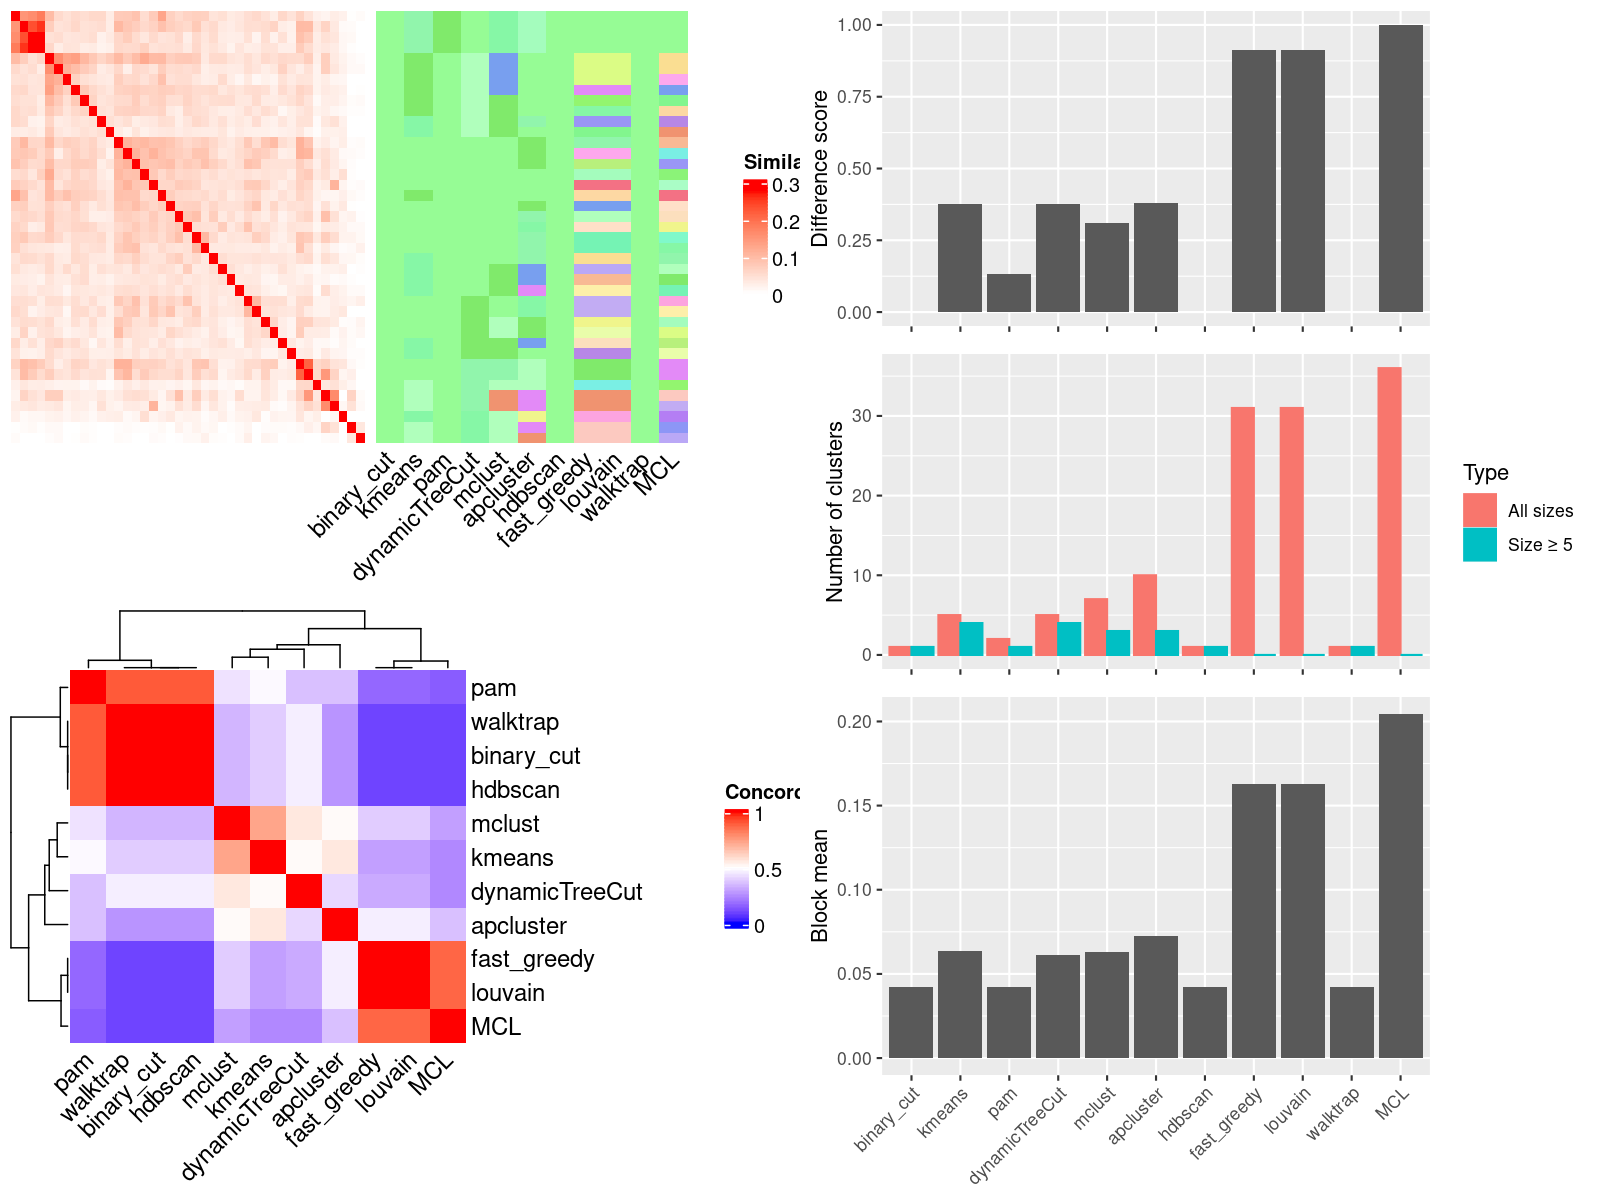 Simila
0.3
0.2
0.1
0
binary_cut
kmeans
pam
dynamicTreeCut
mclust
apcluster
hdbscan
fast_greedy
louvain
walktrap
MCL
Difference score
1.00
0.75
0.50
0.25
0.00
Number of clusters
30
20
10
0
Type
All sizes
Size ≥ 5
pam
walktrap
binary_cut
hdbscan
mclust
kmeans
dynamicTreeCut
apcluster
fast_greedy
louvain
MCL
pam
walktrap
binary_cut
hdbscan
mclust
kmeans
dynamicTreeCut
apcluster
fast_greedy
louvain
MCL
Concord
1
0.5
0
Block mean
0.20
0.15
0.10
0.05
0.00
binary_cut
kmeans
pam
dynamicTreeCut
mclust
apcluster
hdbscan
fast_greedy
louvain
walktrap
MCL